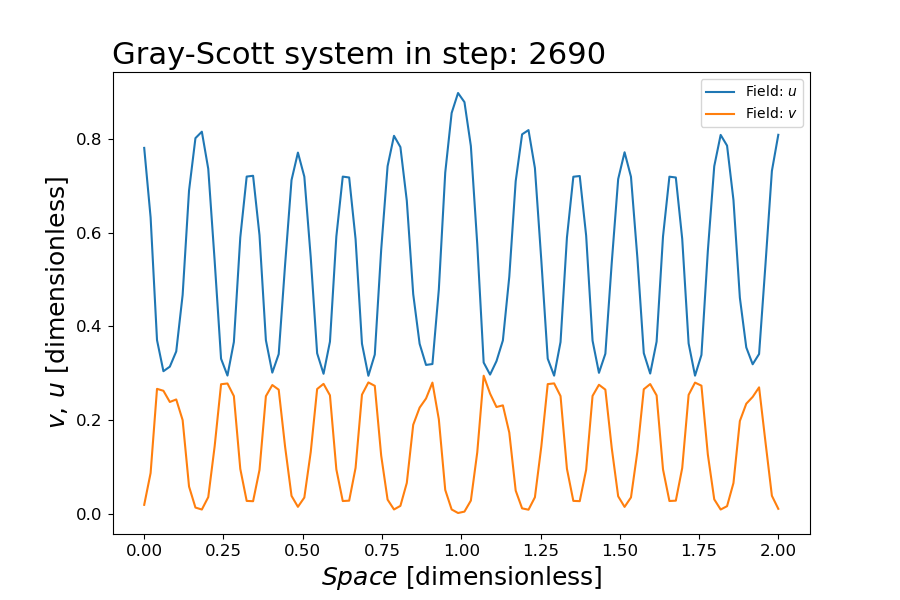 Gray-Scott system in step: 2690
Field: u
Field: v
v, u [dimensionless]
0.8
0.6
0.4
0.2
0.0
0.00 0.25 0.50 0.75 1.00 1.25 1.50 1.75 2.00
Space [dimensionless]